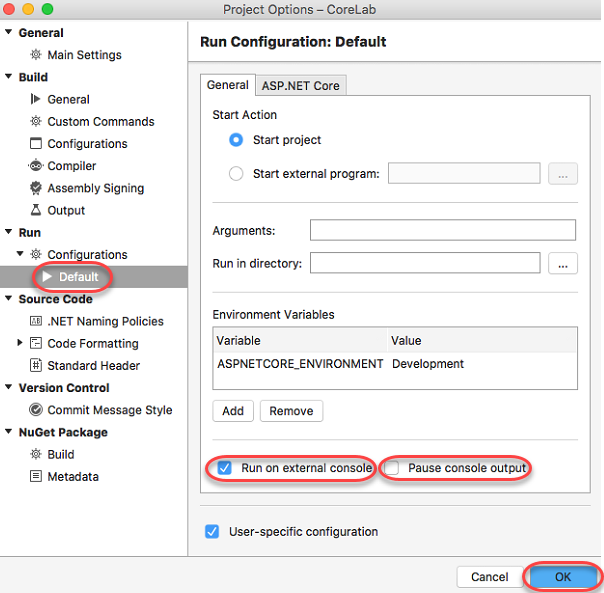 Project Options – CoreLab
General
Main Settings
Build
General
Custom Commands
Configurations
Compiler
Assembly Signing
Output
Run
Configurations
Default
Source Code
.NET Naming Policies
Code Formatting
Standard Header
Version Control
Commit Message Style
NuGet Package
Build
Metadata
Run Configuration: Default
General ASP.NET Core
Start Action
Start project
Start external program: ...
Arguments:
Run in directory: ...
Environment Variables
Variable Value
ASPNETCORE_ENVIRONMENT Development
Add Remove
Run on external console Pause console output
User-specific configuration
Cancel OK